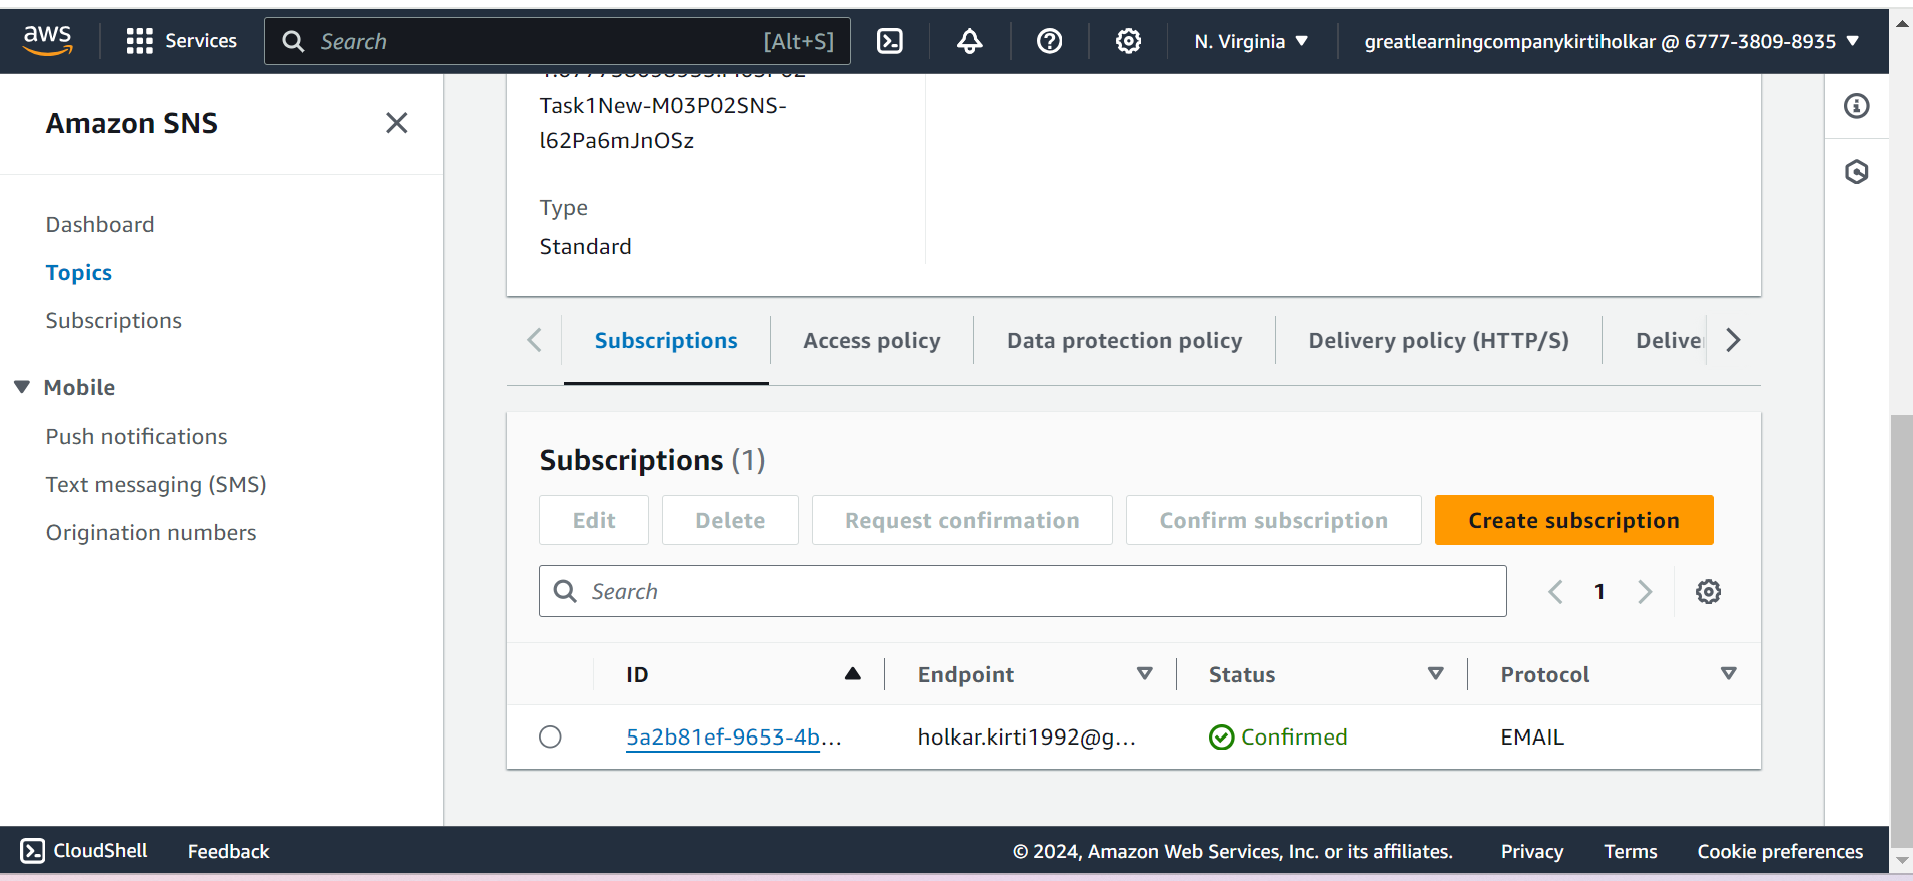 aws
Services
Search [Alt+S]
N. Virginia
greatlearningcompanykirtiholkar @ 6777-3809-8935
Amazon SNS
Dashboard
Topics
Subscriptions
Mobile
Push notifications
Text messaging (SMS)
Origination numbers
Task1New-M03P02SNS-
l62Pa6mJnOSz
Type
Standard
Subscriptions Access policy Data protection policy Delivery policy (HTTP/S)
Subscriptions (1)
Edit Delete Request confirmation Confirm subscription Create subscription
Search 1
ID Endpoint Status Protocol
5a2b81ef-9653-4b... holkar.kirti1992@g... Confirmed EMAIL
CloudShell Feedback © 2024, Amazon Web Services, Inc. or its affiliates. Privacy Terms Cookie preferences